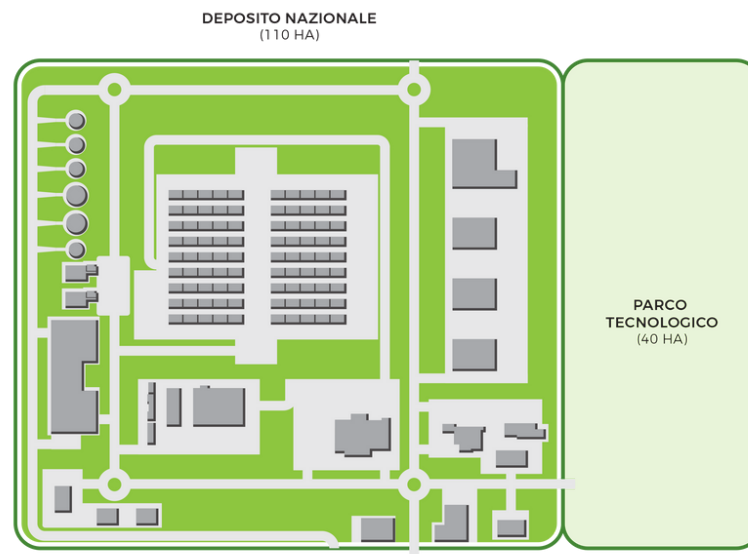 DEPOSITO NAZIONALE
(110 HA)
PARCO
TECNOLOGICO
(40 HA)